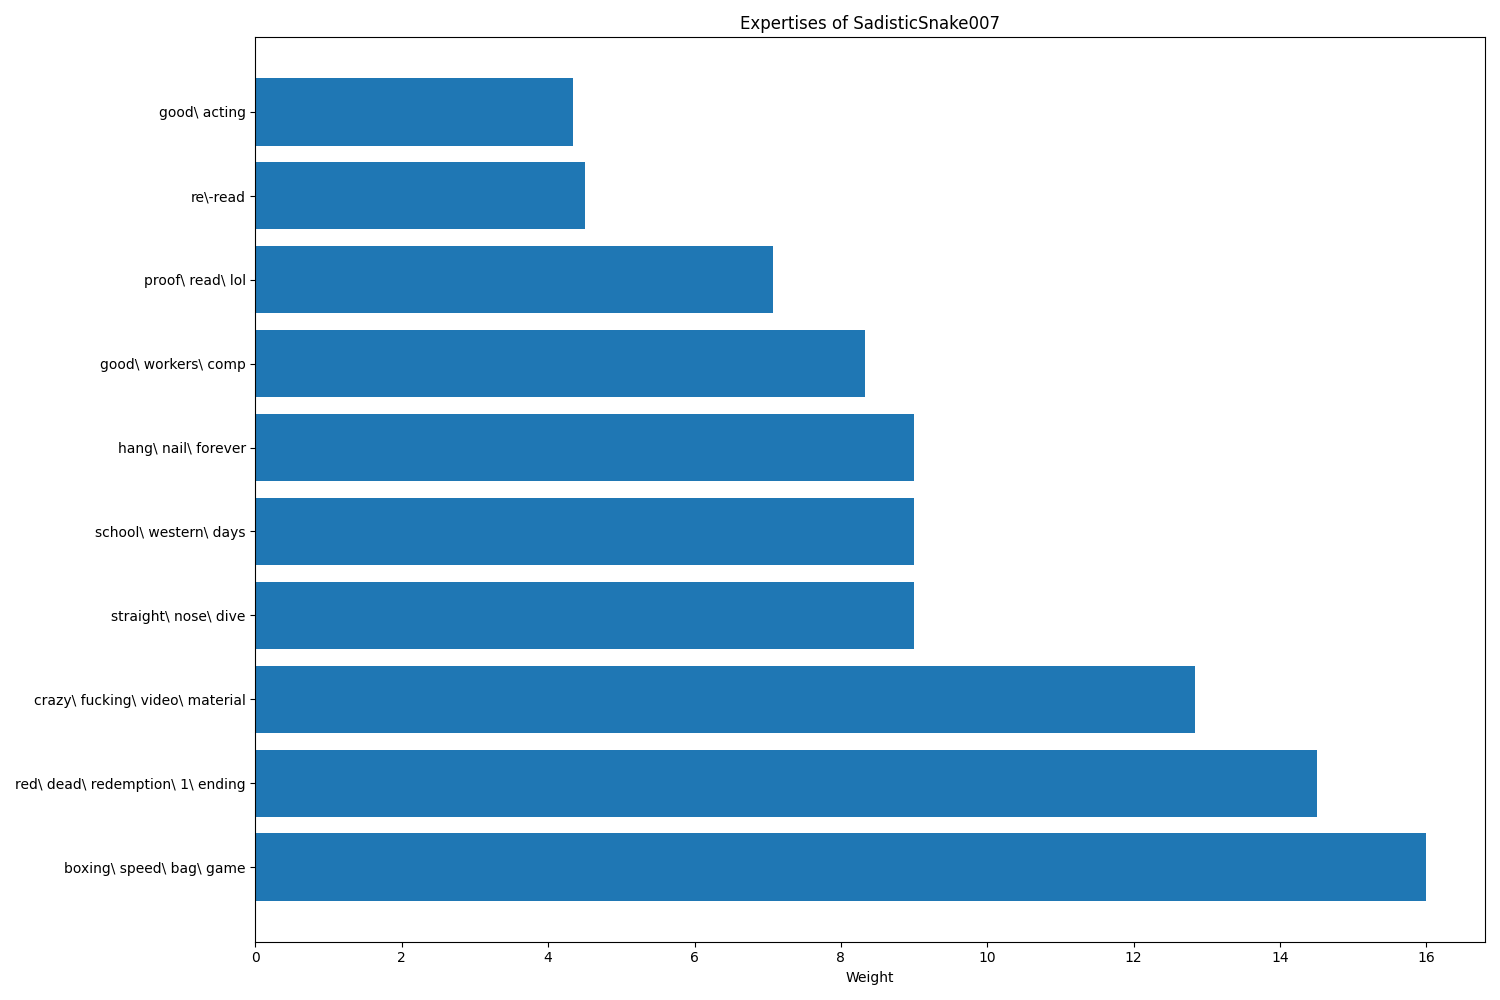 Expertises of SadisticSnake007
good\ acting
re\-read
proof\ read\ lol
good\ workers\ comp
hang\ nail\ forever
school\ western\ days
straight\ nose\ dive
crazy\ fucking\ video\ material
red\ dead\ redemption\ 1\ ending
boxing\ speed\ bag\ game
0 2 4 6 8 10 12 14 16
Weight